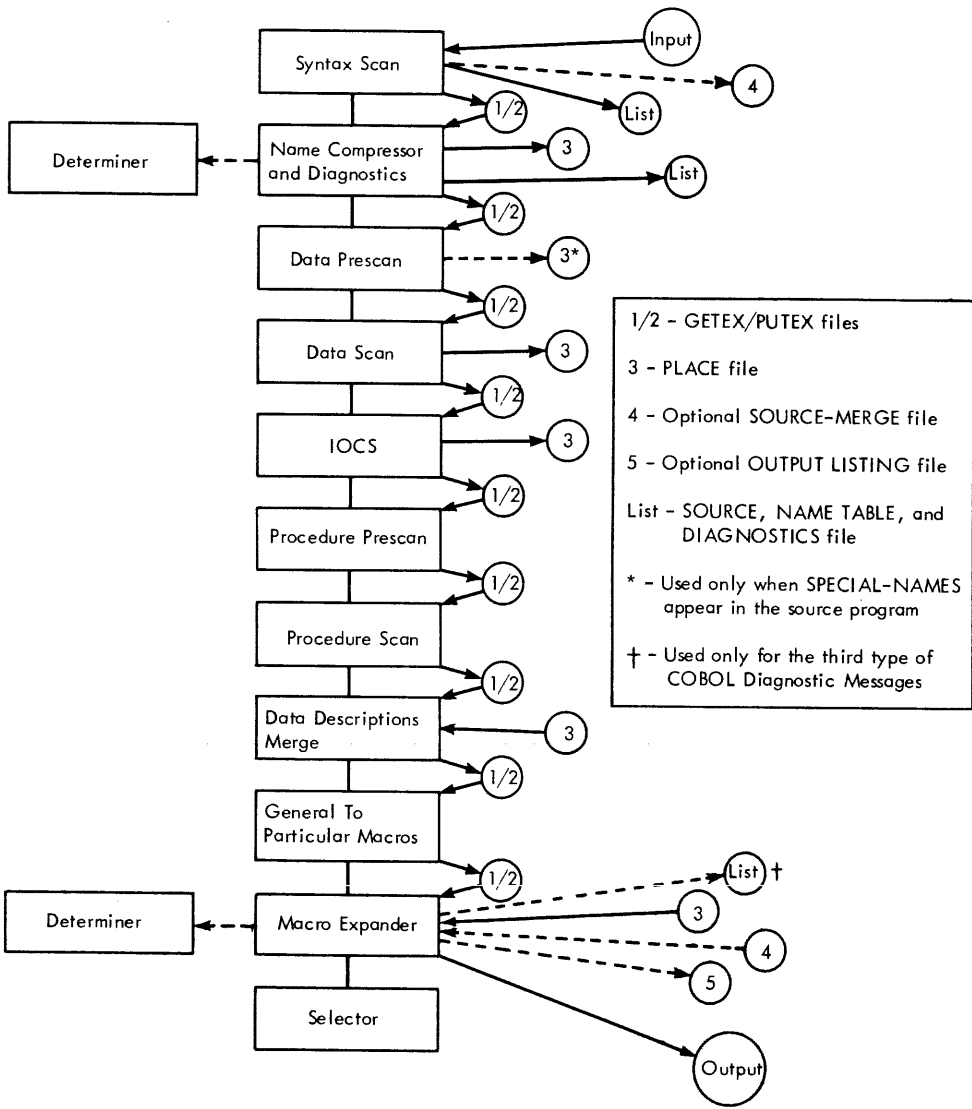 Input
Syntax Scan
4
List
1/2
Determiner
Name Compressor
and Diagnostics
3
List
1/2
Data Prescan
3*
1/2
Data Scan
3
1/2
IOCS
3
1/2
Procedure Prescan
1/2
Procedure Scan
1/2
Data Descriptions
Merge
3
1/2
General To
Particular Macros
1/2
List †
Determiner
Macro Expander
3
4
5
Selector
Output
1/2 - GETEX/PUTEX files
3 - PLACE file
4 - Optional SOURCE-MERGE file
5 - Optional OUTPUT LISTING file
List - SOURCE, NAME TABLE, and
DIAGNOSTICS file
* - Used only when SPECIAL-NAMES
appear in the source program
† - Used only for the third type of
COBOL Diagnostic Messages